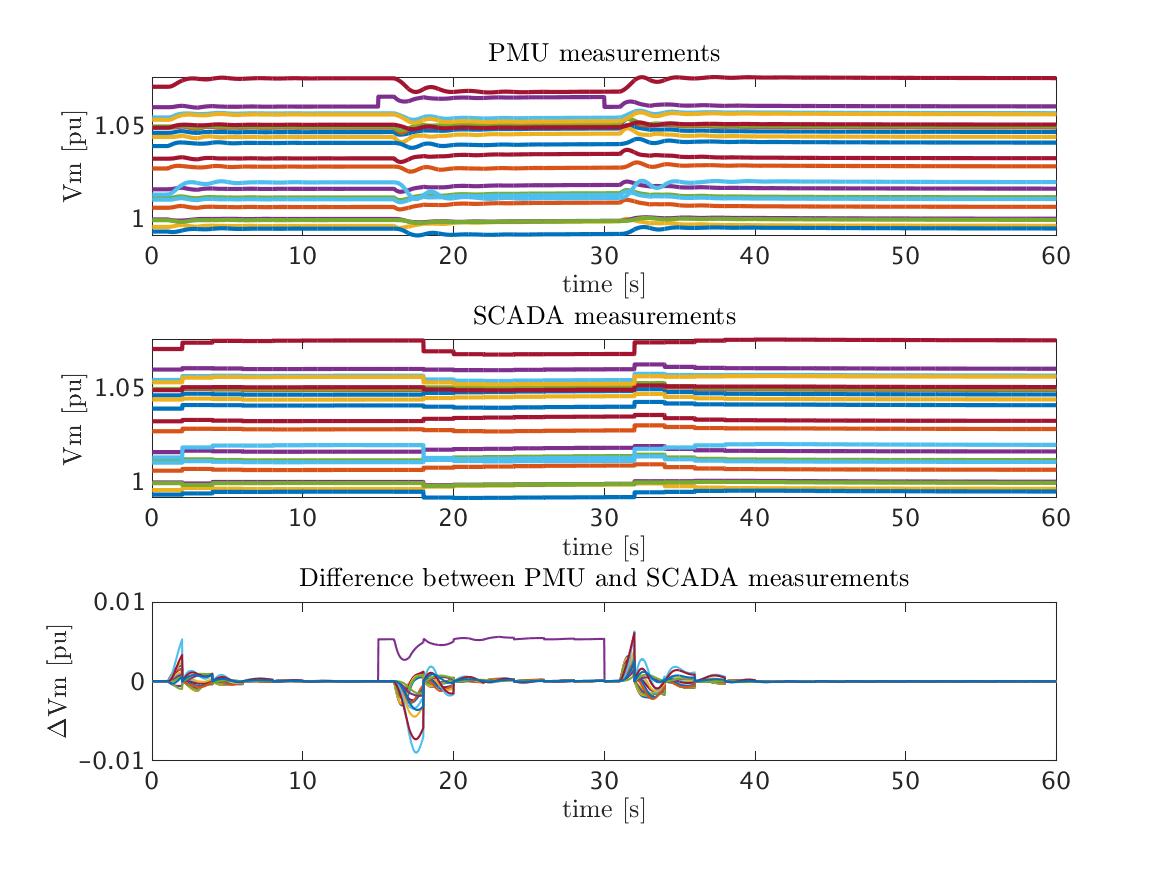 PMU measurements
Vm [pu]
1.05
1
0 10 20 30 40 50 60
time [s]
SCADA measurements
Vm [pu]
1.05
1
0 10 20 30 40 50 60
time [s]
Difference between PMU and SCADA measurements
ΔVm [pu]
0.01
0
-0.01
0 10 20 30 40 50 60
time [s]